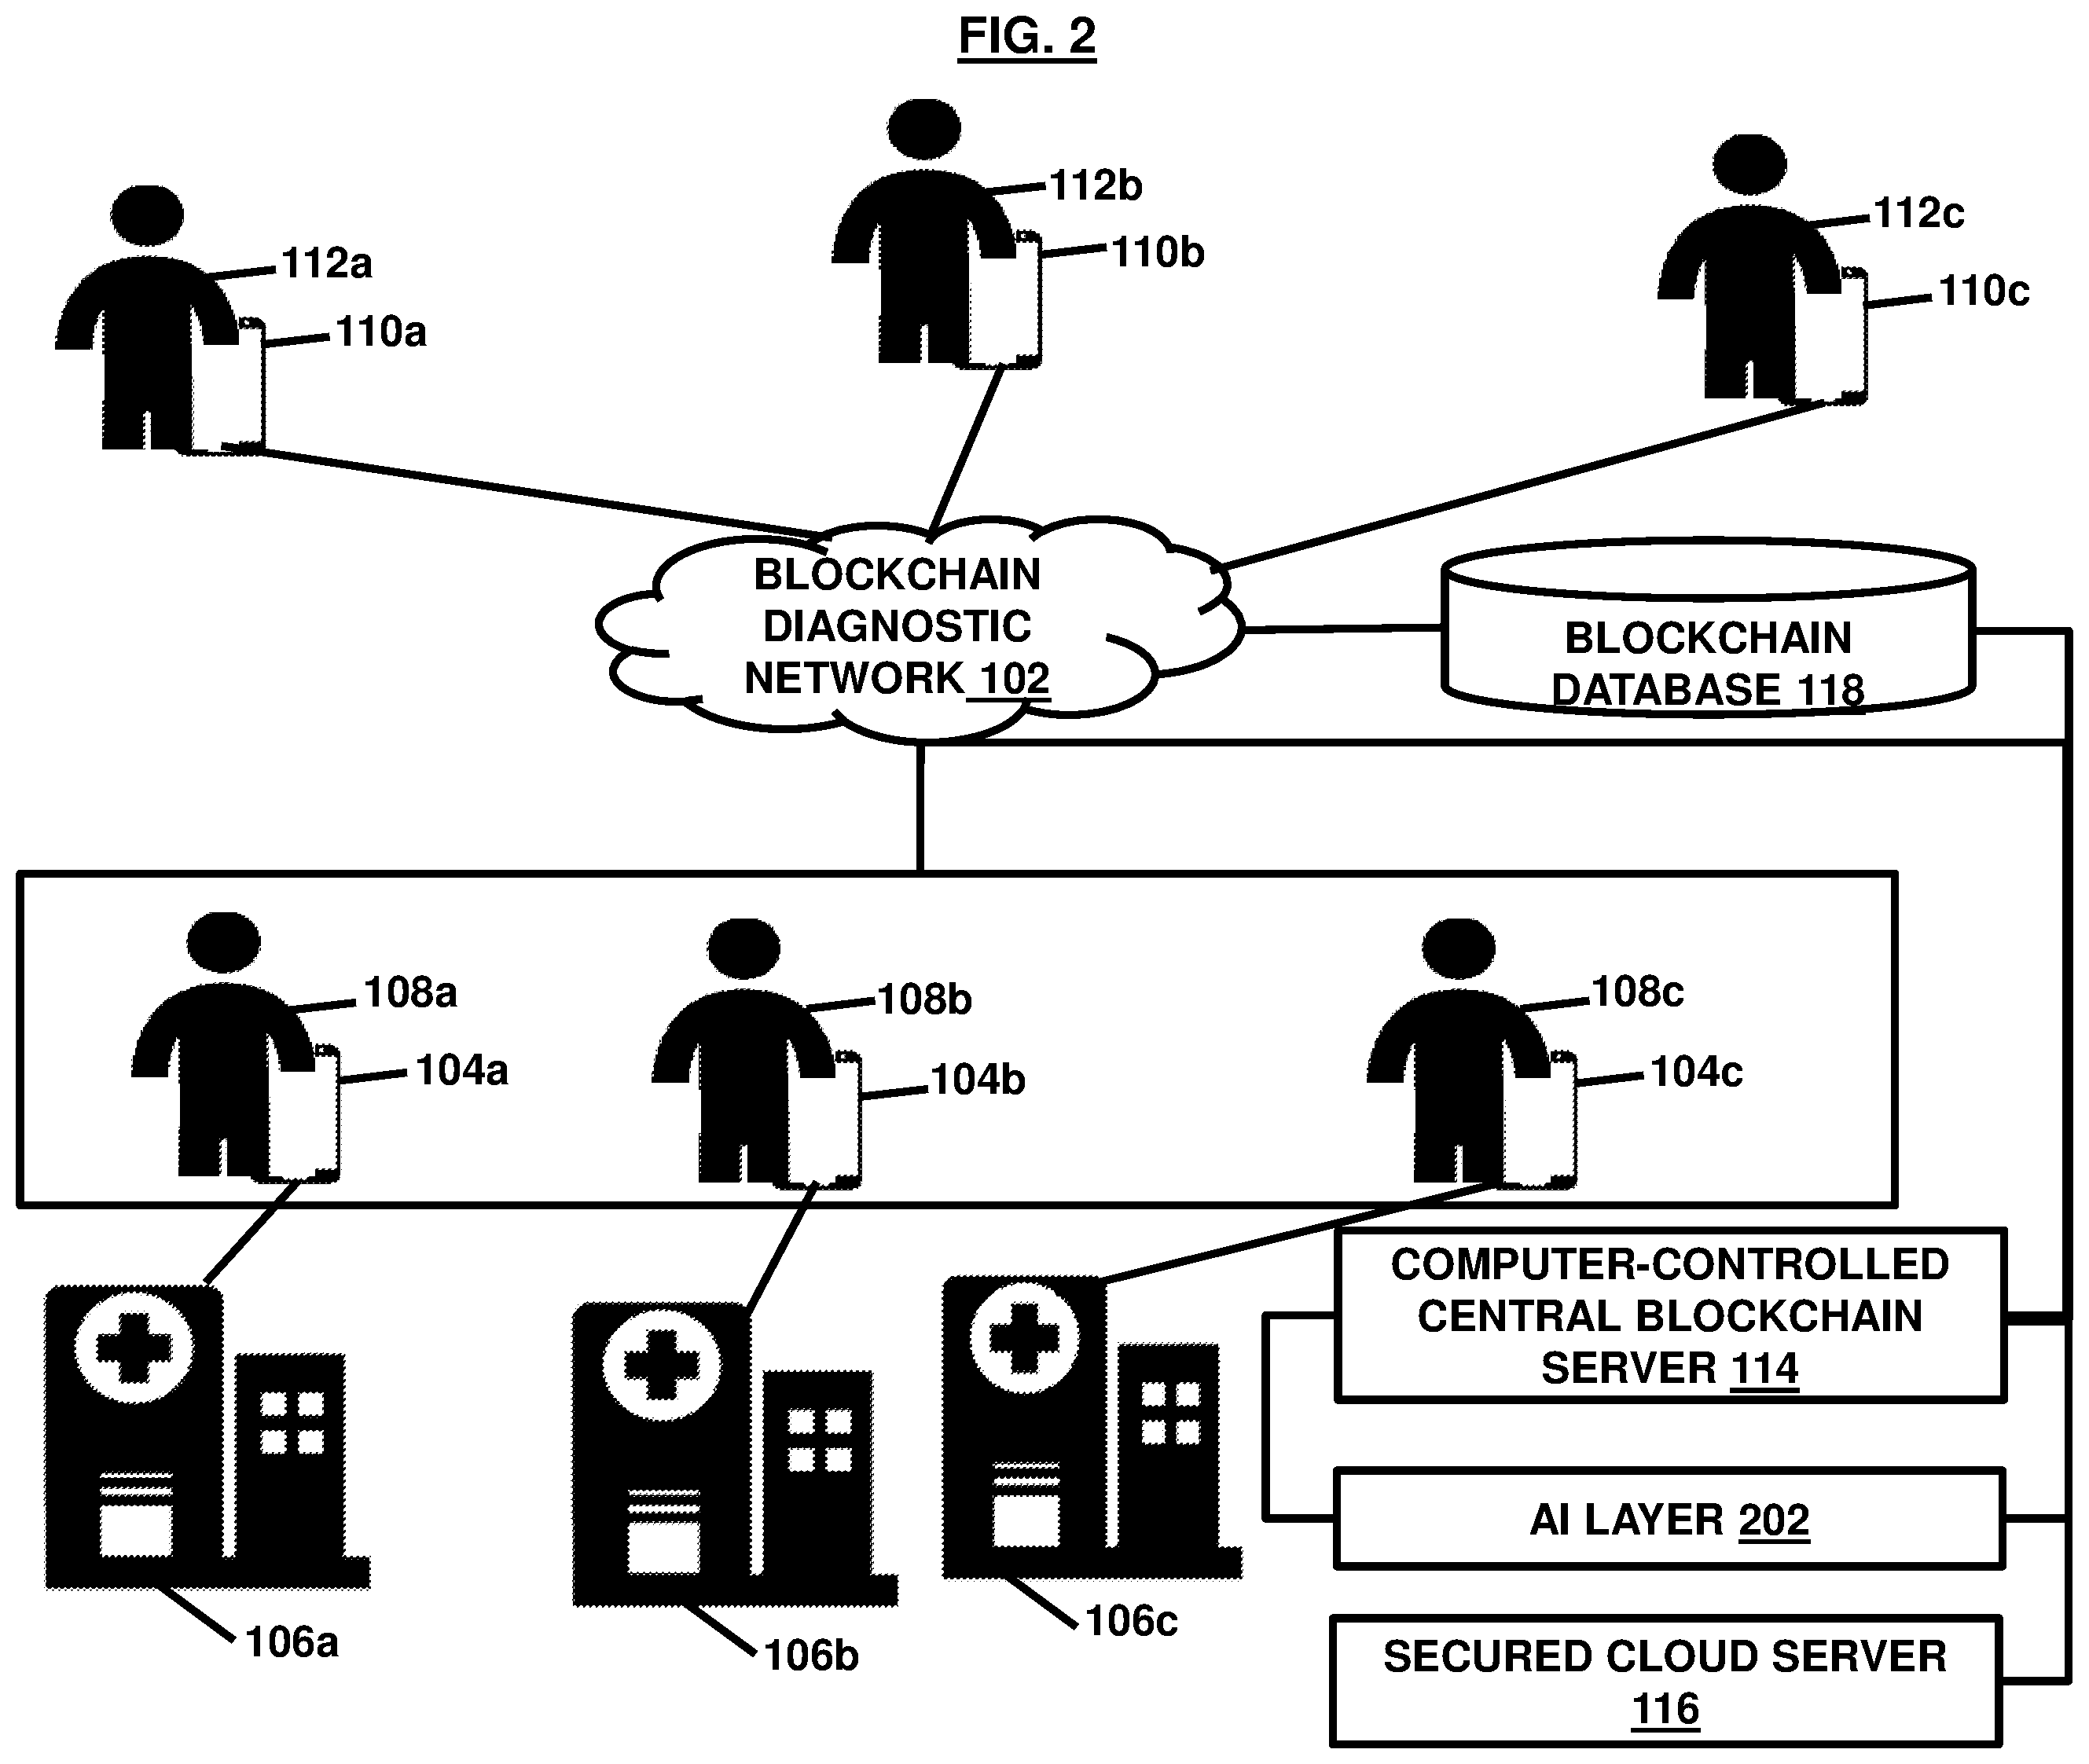 FIG. 2
112b
112c
112a
110b
110c
110a
BLOCKCHAIN
DIAGNOSTIC
NETWORK 102
BLOCKCHAIN
DATABASE 118
108a
108b
108c
104a
104b
104c
COMPUTER-CONTROLLED
CENTRAL BLOCKCHAIN
SERVER 114
AI LAYER 202
106a
106b
106c
SECURED CLOUD SERVER
116